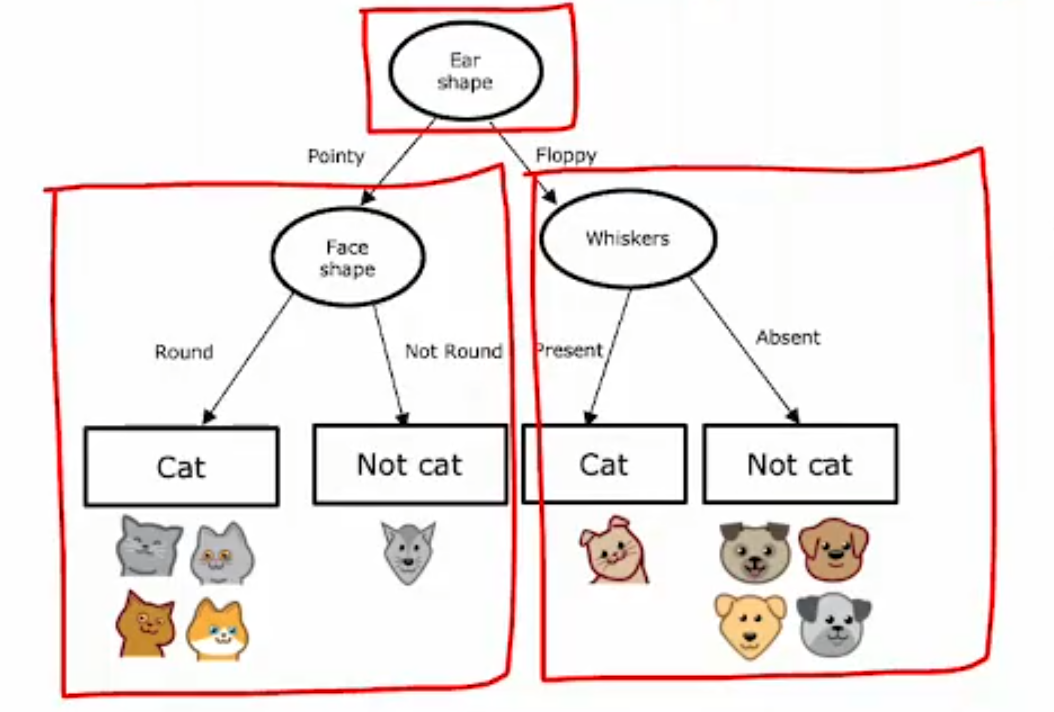 Ear
shape
Pointy
Floppy
Face
shape
Whiskers
Round
Not Round
Present
Absent
Cat
Not cat
Cat
Not cat